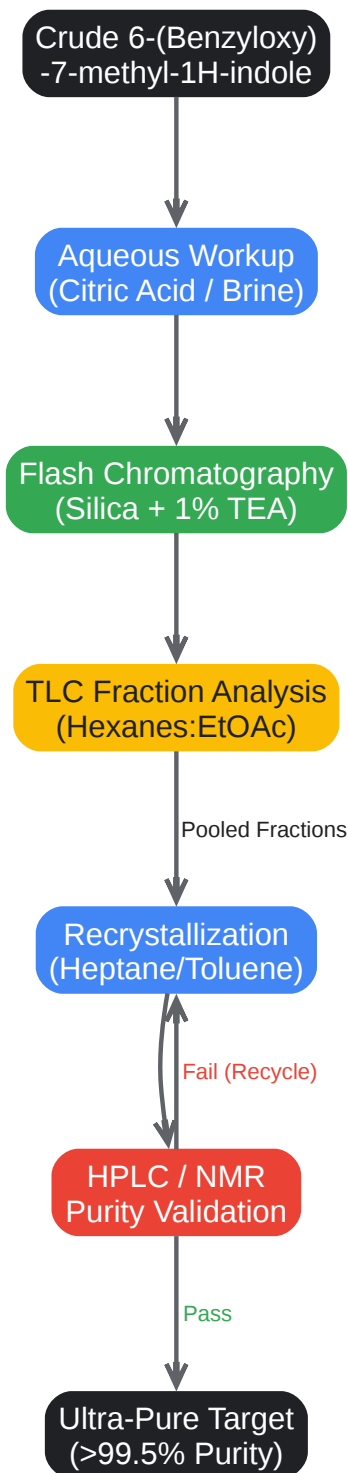 Crude 6-(Benzyloxy)
-7-methyl-1H-indole
Aqueous Workup
(Citric Acid / Brine)
Flash Chromatography
(Silica + 1% TEA)
TLC Fraction Analysis
(Hexanes:EtOAc)
Pooled Fractions
Recrystallization
(Heptane/Toluene)
Fail (Recycle)
HPLC / NMR
Purity Validation
Pass
Ultra-Pure Target
(>99.5% Purity)